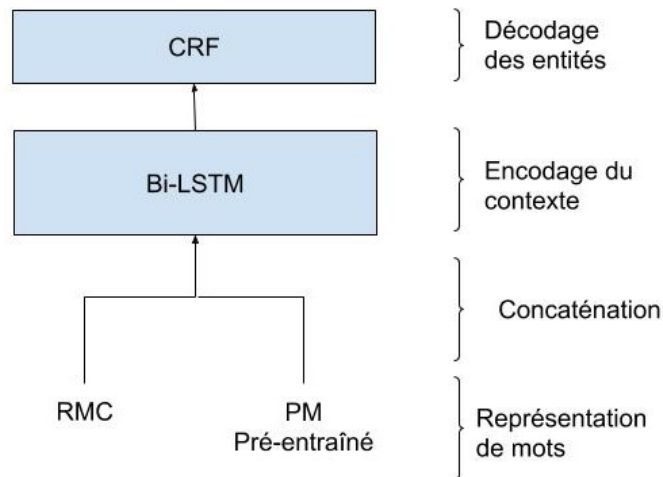 CRF
Décodage
des entités
Bi-LSTM
Encodage du
contexte
Concaténation
RMC
PM
Pré-entraîné
Représentation
de mots